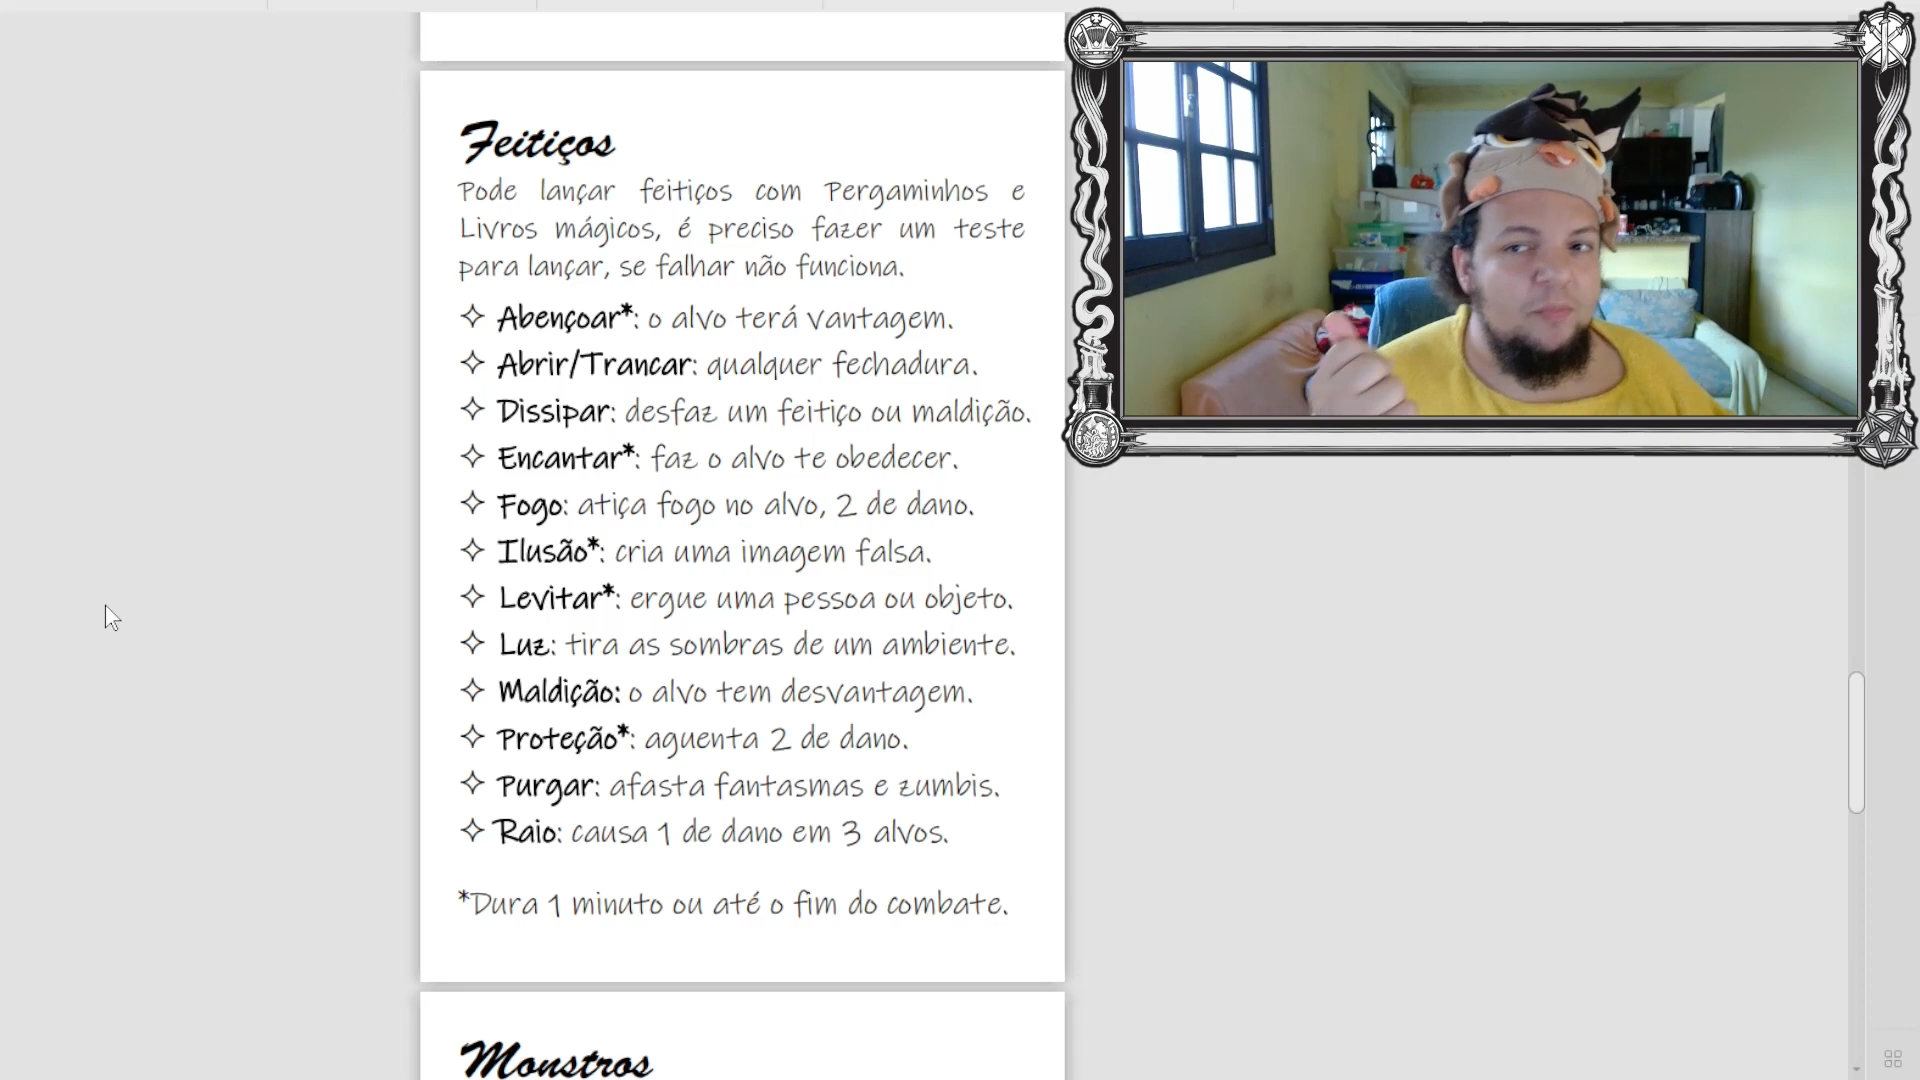 Feitiços
Pode lançar feitiços com Pergaminhos e
Livros mágicos, é preciso fazer um teste
para lançar, se falhar não funciona.
✧ Abençoar*: o alvo terá vantagem.
✧ Abrir/Trancar: qualquer fechadura.
✧ Dissipar: desfaz um feitiço ou maldição.
✧ Encantar*: faz o alvo te obedecer.
✧ Fogo: atiça fogo no alvo, 2 de dano.
✧ Ilusão*: cria uma imagem falsa.
✧ Levitar*: ergue uma pessoa ou objeto.
✧ Luz: tira as sombras de um ambiente.
✧ Maldição: o alvo tem desvantagem.
✧ Proteção*: aguenta 2 de dano.
✧ Purgar: afasta fantasmas e zumbis.
✧ Raio: causa 1 de dano em 3 alvos.
*Dura 1 minuto ou até o fim do combate.
Monstros